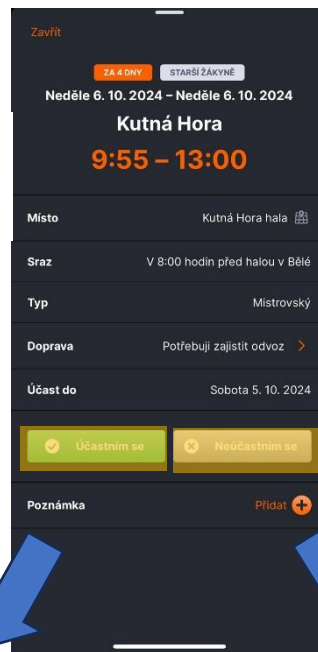 Zavřít
ZA 4 DNY STARŠÍ ŽÁKYNĚ
Neděle 6. 10. 2024 – Neděle 6. 10. 2024
Kutná Hora
9:55 – 13:00
Místo Kutná Hora hala
Sraz V 8:00 hodin před halou v Bělé
Typ Mistrovský
Doprava Potřebuji zajistit odvoz
Účast do Sobota 5. 10. 2024
Účastním se Neúčastním se
Poznámka Přidat